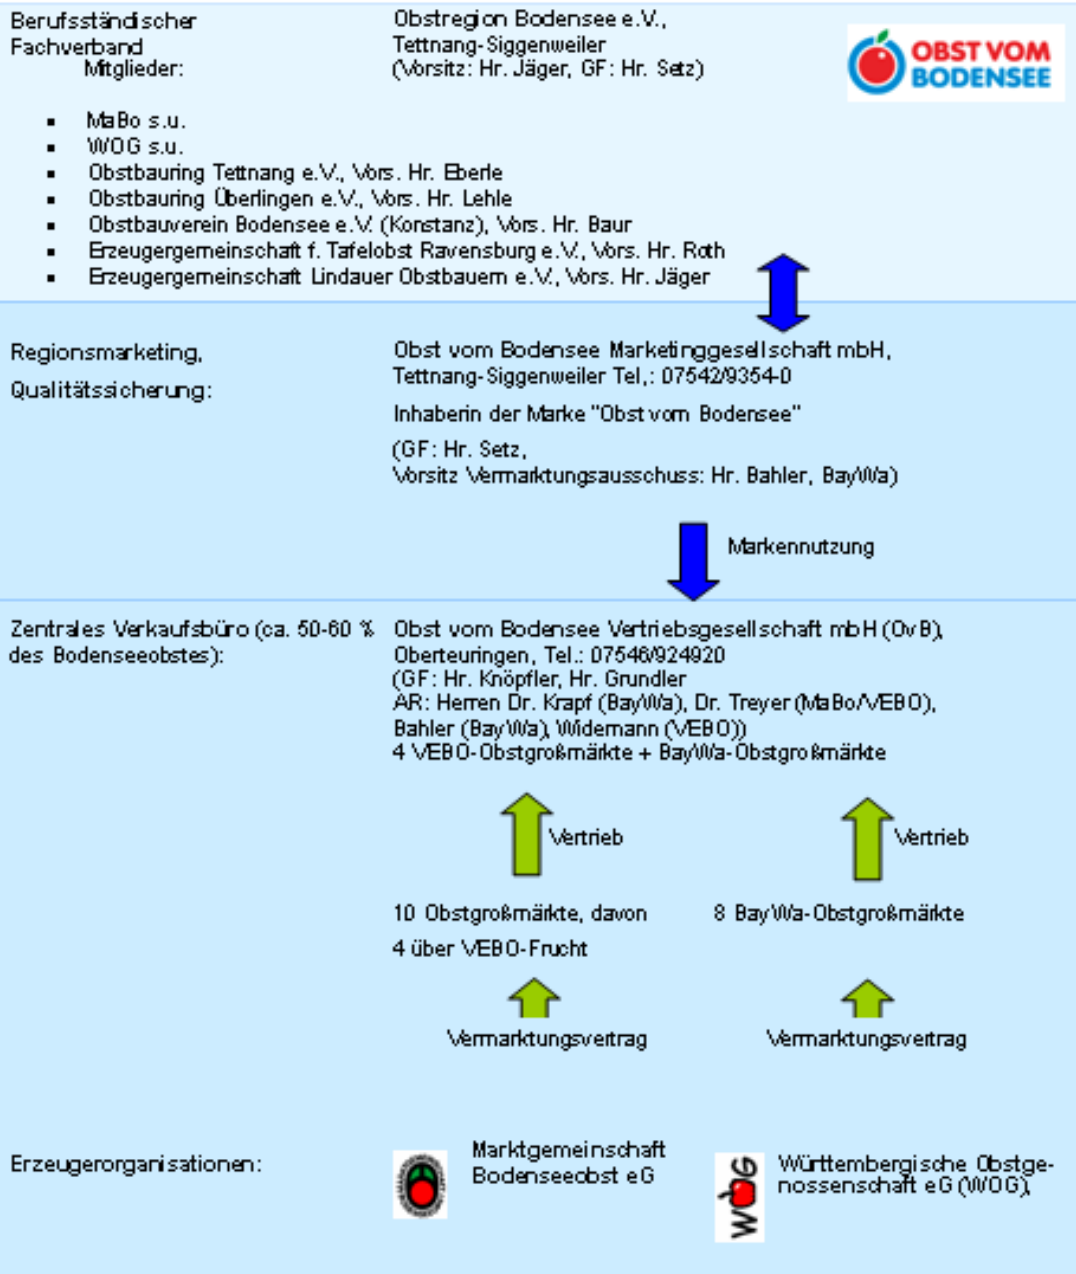 Berufsständischer
Fachverband
Mitglieder:
Obstregion Bodensee e.V.,
Tettnang-Siggenweiler
(Vorsitz: Hr. Jäger, GF: Hr. Setz)
OBST VOM
BODENSEE
MaBo s.u.
WOG s.u.
Obstbauring Tettnang e.V., Vors. Hr. Eberle
Obstbauring Überlingen e.V., Vors. Hr. Lehle
Obstbauverein Bodensee e.V. (Konstanz), Vors. Hr. Baur
Erzeugergemeinschaft f. Tafelobst Ravensburg e.V., Vors. Hr. Roth
Erzeugergemeinschaft Lindauer Obstbauern e.V., Vors. Hr. Jäger
Regionsmarketing,
Qualitätssicherung:
Obst vom Bodensee Marketinggesellschaft mbH,
Tettnang-Siggenweiler Tel,: 07542/9354-0
Inhaberin der Marke "Obst vom Bodensee"
(GF: Hr. Setz,
Vorsitz Vermarktungsausschuss: Hr. Bahler, BayWa)
Markennutzung
Zentrales Verkaufsbüro (ca. 50-60 %
des Bodenseeobstes):
Obst vom Bodensee Vertriebsgesellschaft mbH (OvB),
Oberteuringen, Tel.: 07546/924920
(GF: Hr. Knöpfler, Hr. Grundler
AR: Herren Dr. Krapf (BayWa), Dr. Treyer (MaBo/VEBO),
Bahler (BayWa), Widemann (VEBO))
4 VEBO-Obstgroßmärkte + BayWa-Obstgroßmärkte
Vertrieb
Vertrieb
10 Obstgroßmärkte, davon
4 über VEBO-Frucht
8 BayWa-Obstgroßmärkte
Vermarktungsvertrag
Vermarktungsvertrag
Erzeugerorganisationen:
Marktgemeinschaft
Bodenseeobst eG
WOG
Württembergische Obstge-
nossenschaft eG (WOG),